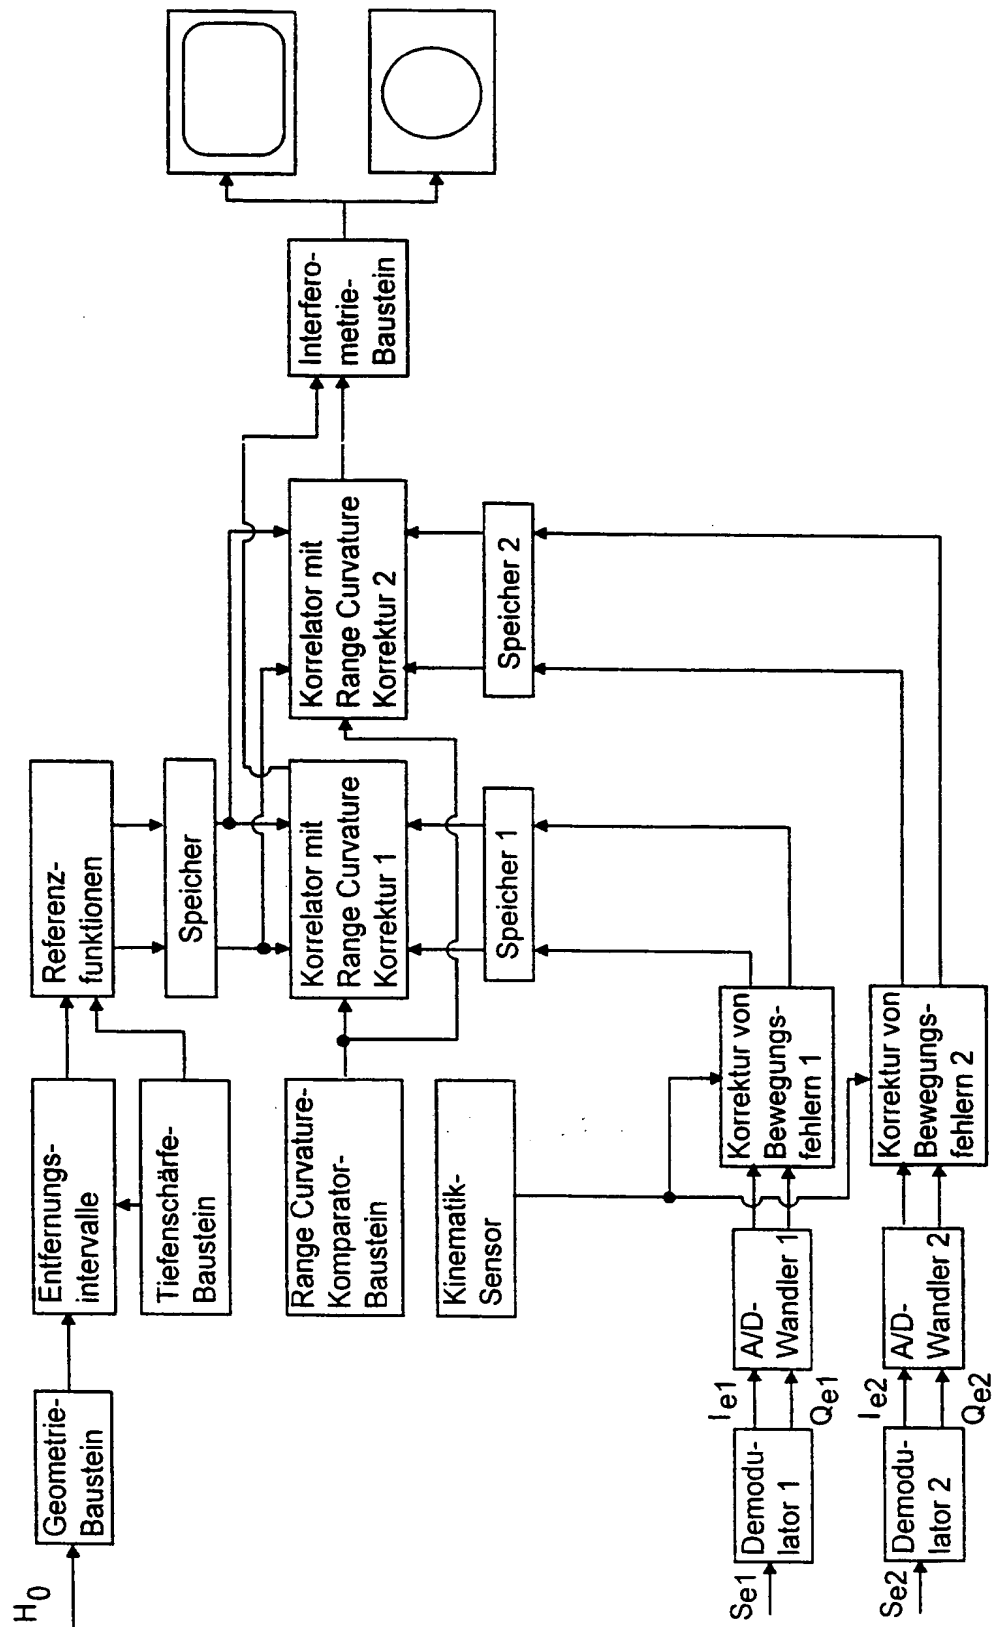 H0
Geometrie-
Baustein
Entfernungs-
intervalle
Tiefenschärfe-
Baustein
Referenz-
funktionen
Speicher
Range Curvature-
Komparator-
Baustein
Kinematik-
Sensor
Korrelator mit
Range Curvature
Korrektur 1
Korrelator mit
Range Curvature
Korrektur 2
Interfero-
metrie-
Baustein
Speicher 1
Speicher 2
Se1
Demodu-
lator 1
Ie1
Qe1
A/D-
Wandler 1
Korrektur von
Bewegungs-
fehlern 1
Se2
Demodu-
lator 2
Ie2
Qe2
A/D-
Wandler 2
Korrektur von
Bewegungs-
fehlern 2